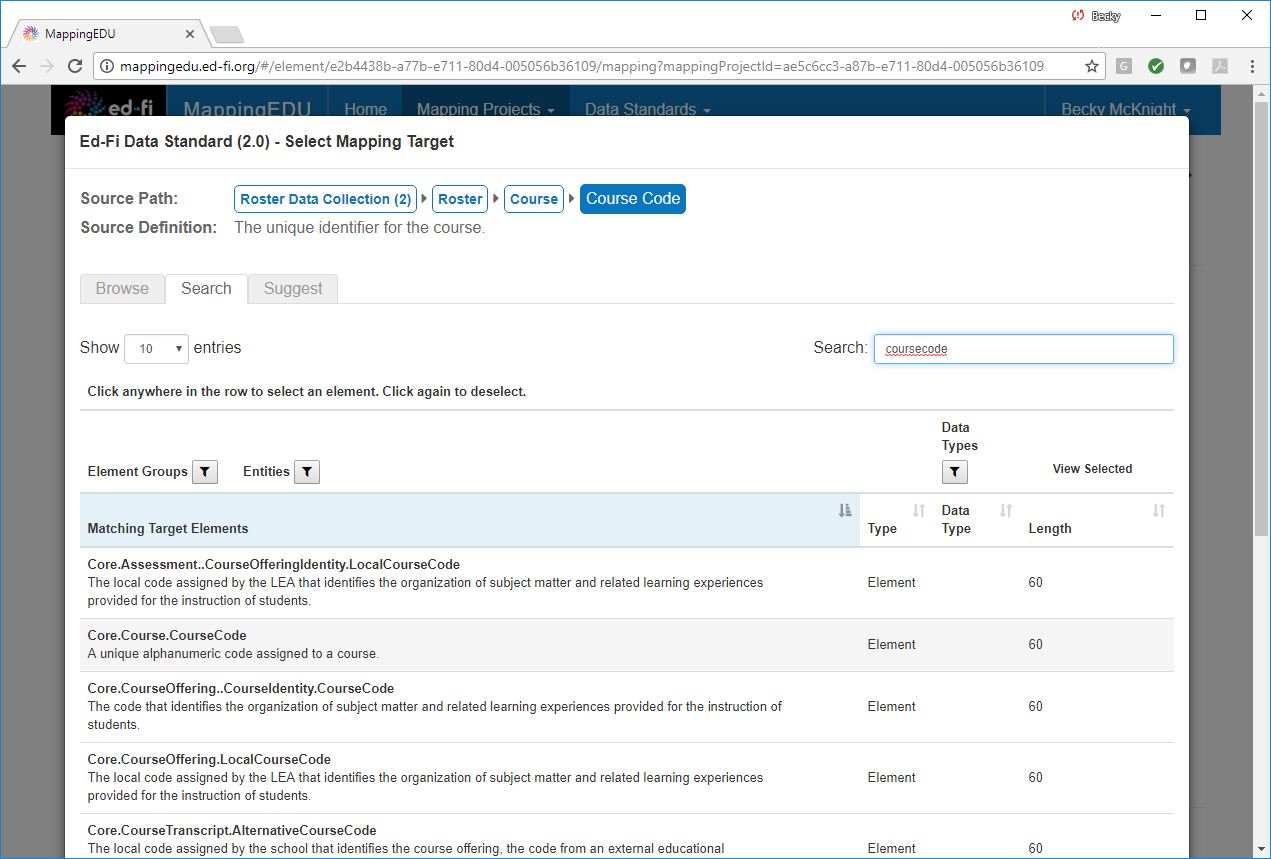 Becky
MappingEDU
mappingedu.ed-fi.org/#/element/e2b4438b-a77b-e711-80d4-005056b36109/mapping?mappingProjectId=ae5c6cc3-a87b-e711-80d4-005056b36109
G
ed-fi MappingEDU Home Mapping Projects Data Standards Becky McKnight
Ed-Fi Data Standard (2.0) - Select Mapping Target
Source Path: Roster Data Collection (2) Roster Course Course Code
Source Definition: The unique identifier for the course.
Browse Search Suggest
Show 10 entries Search: coursecode
Click anywhere in the row to select an element. Click again to deselect.
Data
Types
Element Groups Entities View Selected
Data
Matching Target Elements Type Type Length
Core.Assessment..CourseOfferingIdentity.LocalCourseCode
The local code assigned by the LEA that identifies the organization of subject matter and related learning experiences Element 60
provided for the instruction of students.
Core.Course.CourseCode
Element 60
A unique alphanumeric code assigned to a course.
Core.CourseOffering..CourseIdentity.CourseCode
The code that identifies the organization of subject matter and related learning experiences provided for the instruction of Element 60
students.
Core.CourseOffering.LocalCourseCode
The local code assigned by the LEA that identifies the organization of subject matter and related learning experiences Element 60
provided for the instruction of students.
Core.CourseTranscript.AlternativeCourseCode
The local code assigned by the school that identifies the course offering, the code from an external educational Element 60